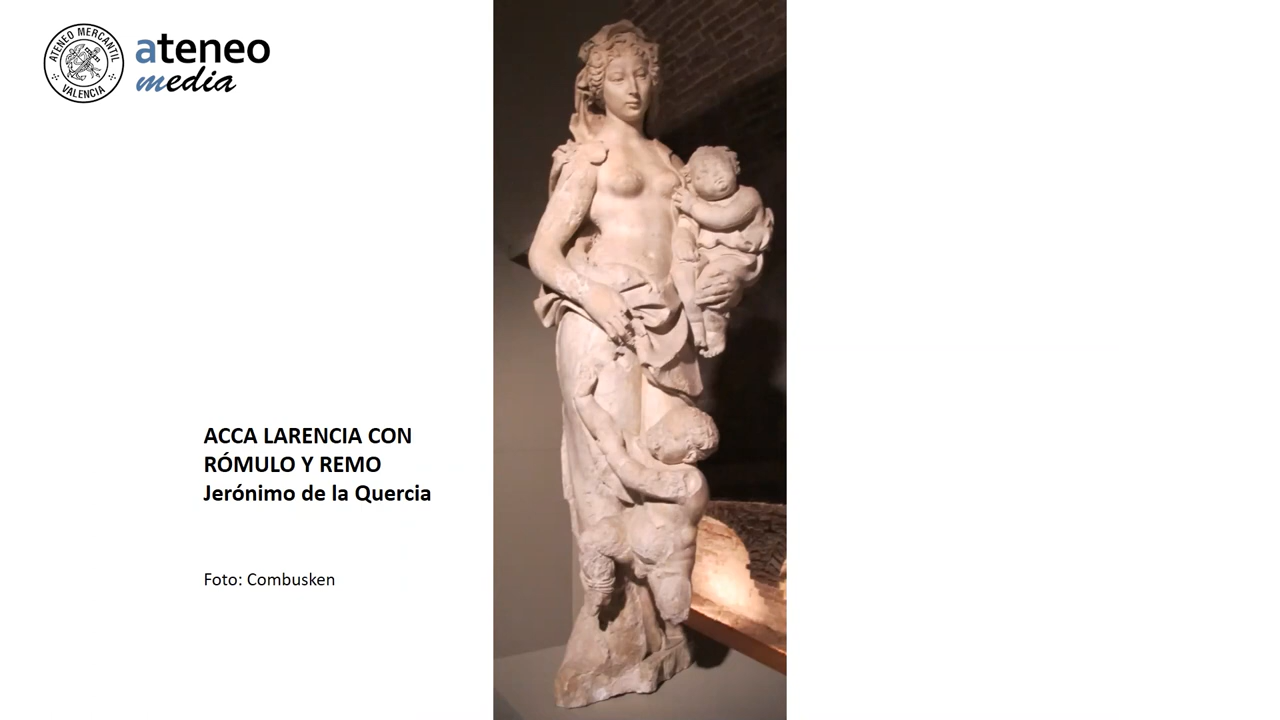 ATENEO MERCANTIL
VALENCIA
ateneo
media
ACCA LARENCIA CON
RÓMULO Y REMO
Jerónimo de la Quercia
Foto: Combusken